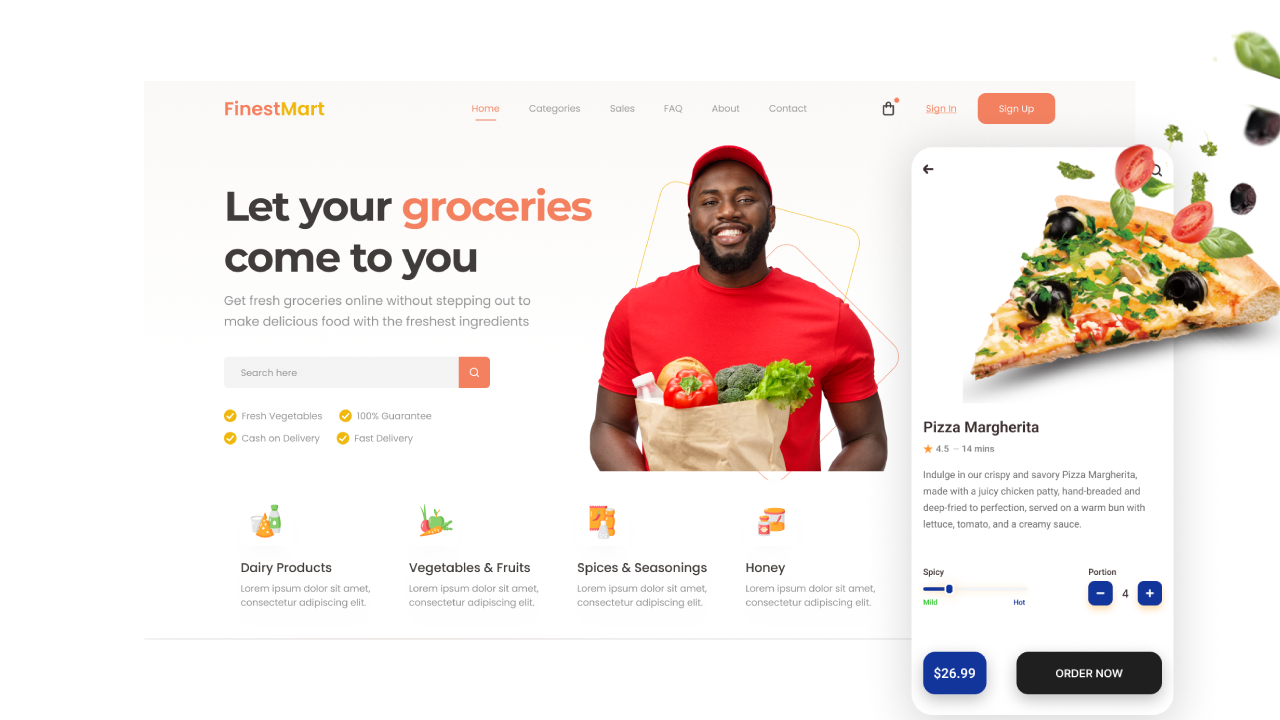 FinestMart
Home Categories Sales FAQ About Contact
Sign In
Sign Up
Let your groceries
come to you
Get fresh groceries online without stepping out to
make delicious food with the freshest ingredients
Search here
Fresh Vegetables 100% Guarantee
Cash on Delivery Fast Delivery
Dairy Products
Lorem ipsum dolor sit amet,
consectetur adipiscing elit.
Vegetables & Fruits
Lorem ipsum dolor sit amet,
consectetur adipiscing elit.
Spices & Seasonings
Lorem ipsum dolor sit amet,
consectetur adipiscing elit.
Honey
Lorem ipsum dolor sit amet,
consectetur adipiscing elit.
Pizza Margherita
4.5 – 14 mins
Indulge in our crispy and savory Pizza Margherita,
made with a juicy chicken patty, hand-breaded and
deep-fried to perfection, served on a warm bun with
lettuce, tomato, and a creamy sauce.
Spicy
Mild Hot
Portion
4
$26.99
ORDER NOW